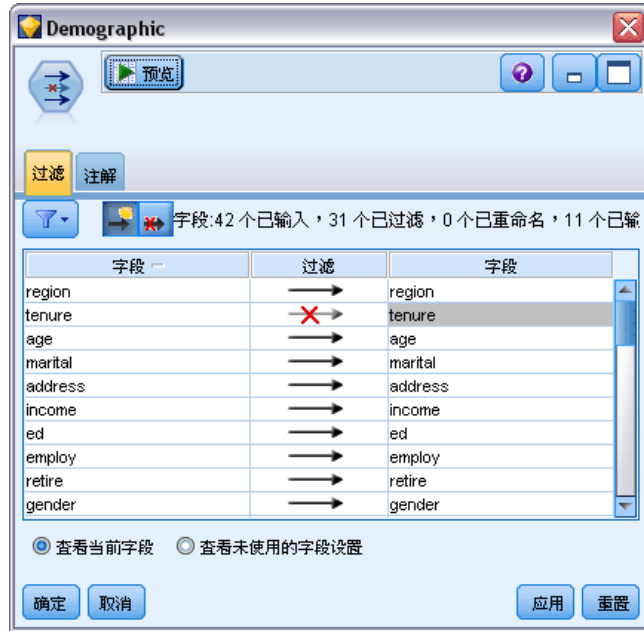 Demographic
预览
过滤 注解
字段:42 个已输入，31 个已过滤，0 个已重命名，11 个已输
字段 过滤 字段
region region
tenure tenure
age age
marital marital
address address
income income
ed ed
employ employ
retire retire
gender gender
查看当前字段 查看未使用的字段设置
确定 取消 应用 重置